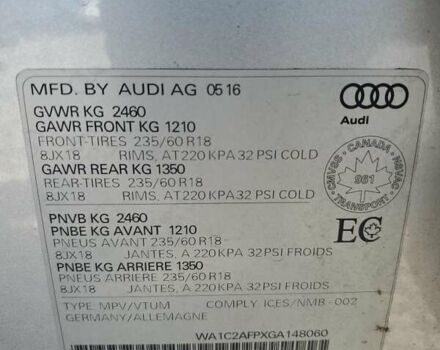 MFD. BY AUDI AG 05 16
Audi
GVWR KG 2460
GAWR FRONT KG 1210
FRONT-TIRES 235/60 R18
8JX18 RIMS, AT 220 KPA 32 PSI COLD
GAWR REAR KG 1350
REAR-TIRES 235/60 R18
8JX18 RIMS, AT 220 KPA 32 PSI COLD
CMVSS - CANADA - NSVAC
961
TRANSPORT
PNVB KG 2460
PNBE KG AVANT 1210
PNEUS AVANT 235/60 R18
8JX18 JANTES, A 220 KPA 32 PSI FROIDS
PNBE KG ARRIERE 1350
PNEUS ARRIERE 235/60 R18
8JX18 JANTES, A 220 KPA 32 PSI FROIDS
EC
TYPE MPV/VTUM COMPLY ICES/NMB-002
GERMANY/ALLEMAGNE
WA1C2AFPXGA148060